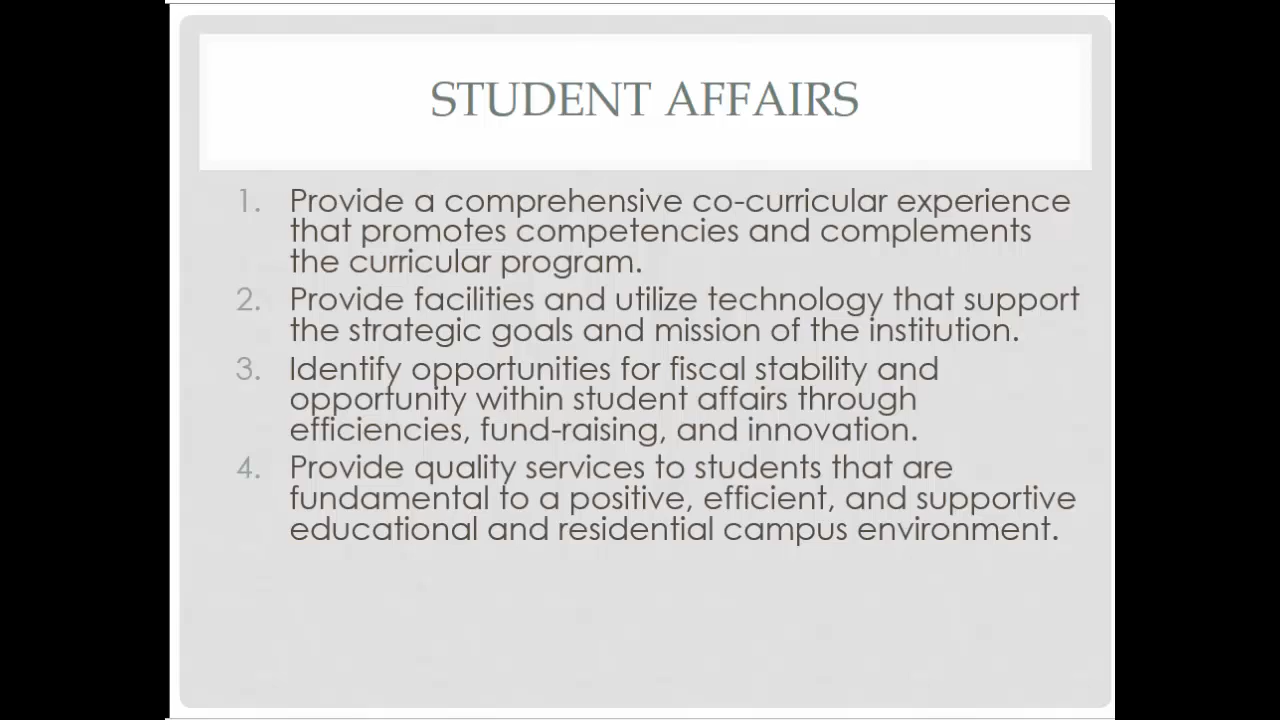 STUDENT AFFAIRS
1. Provide a comprehensive co-curricular experience
that promotes competencies and complements
the curricular program.
2. Provide facilities and utilize technology that support
the strategic goals and mission of the institution.
3. Identify opportunities for fiscal stability and
opportunity within student affairs through
efficiencies, fund-raising, and innovation.
4. Provide quality services to students that are
fundamental to a positive, efficient, and supportive
educational and residential campus environment.